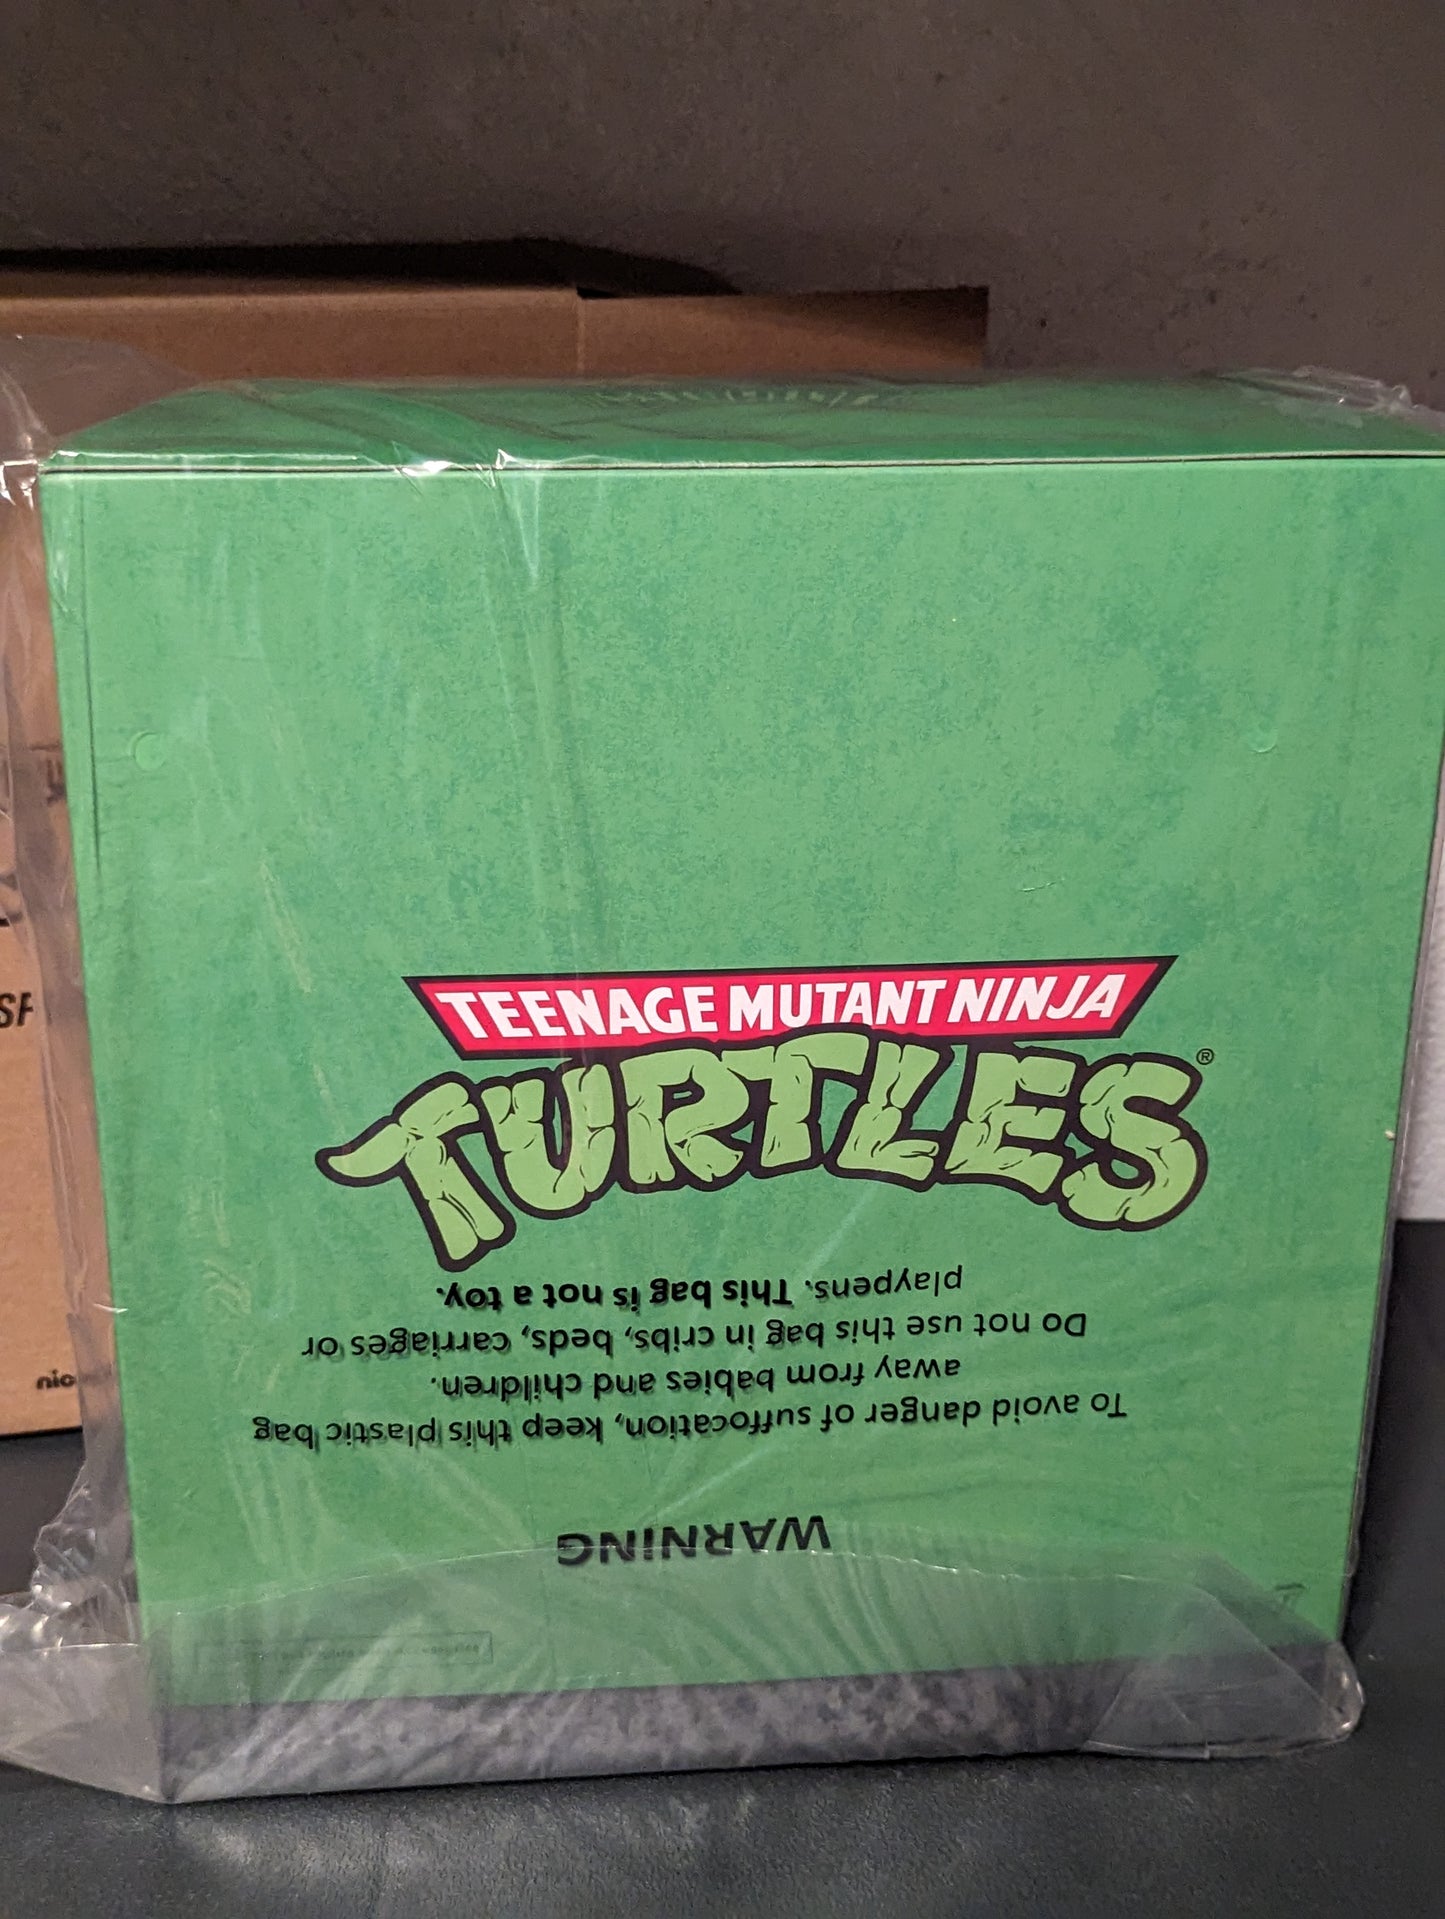 TEENAGE MUTANT NINJA
TURTLES®
WARNING
To avoid danger of suffocation, keep this plastic bag
away from babies and children.
Do not use this bag in cribs, beds, carriages or
playpens. This bag is not a toy.